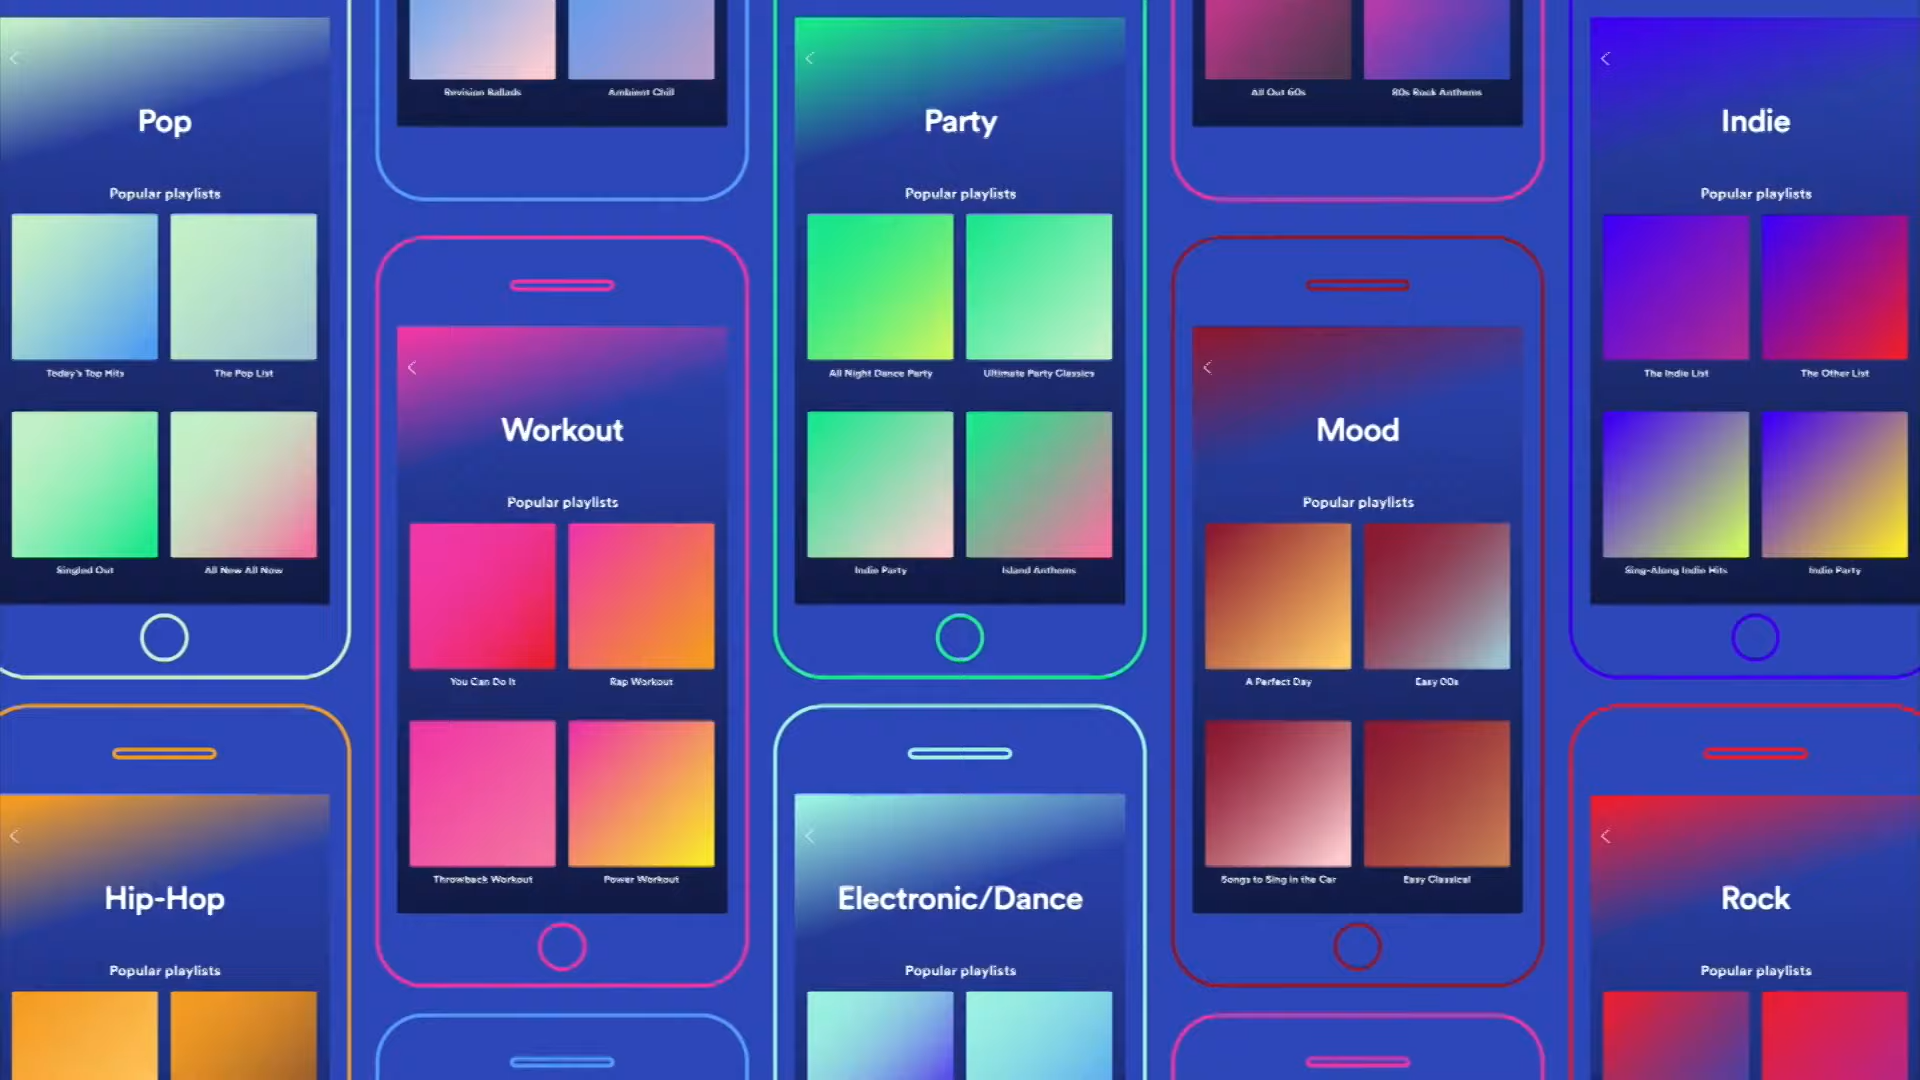 Revision Ballads
Ambient Chill
All Out 60s
80s Rock Anthems
Pop
Popular playlists
Today's Top Hits
The Pop List
Singled Out
All New All Now
Party
Popular playlists
All Night Dance Party
Ultimate Party Classics
Indie Party
Island Anthems
Indie
Popular playlists
The Indie List
The Other List
Sing-Along Indie Hits
Indie Party
Workout
Popular playlists
You Can Do It
Rap Workout
Throwback Workout
Power Workout
Mood
Popular playlists
A Perfect Day
Easy 00s
Songs to Sing in the Car
Easy Classical
Hip-Hop
Popular playlists
Electronic/Dance
Popular playlists
Rock
Popular playlists